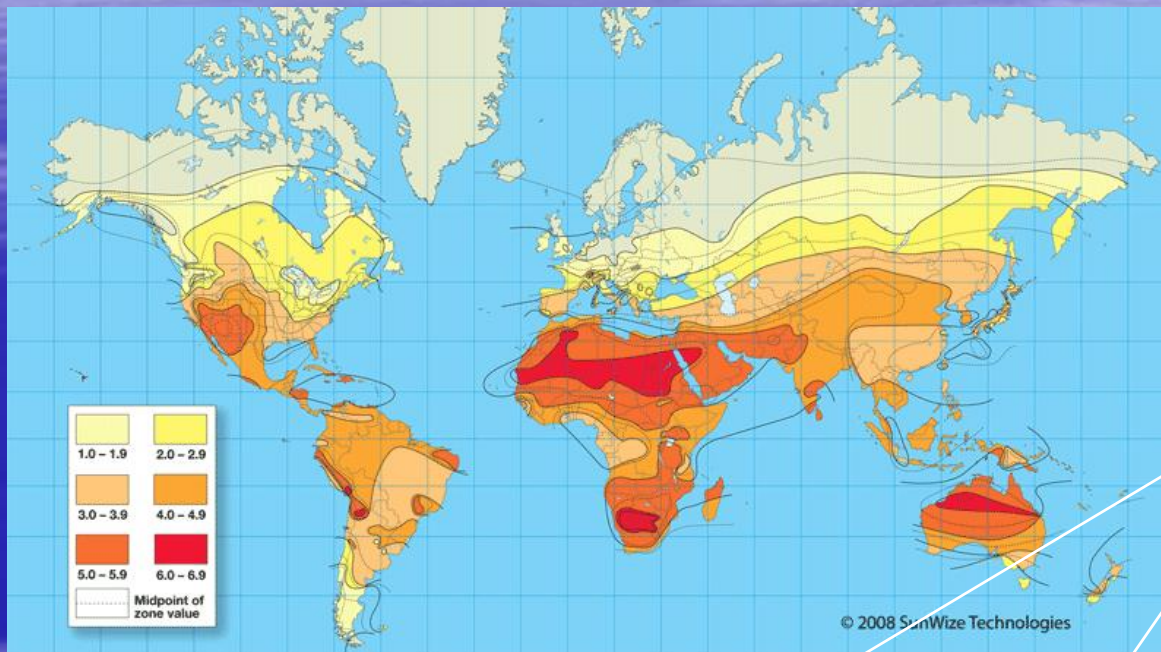 1.0 – 1.9 2.0 – 2.9
3.0 – 3.9 4.0 – 4.9
5.0 – 5.9 6.0 – 6.9
Midpoint of
zone value
© 2008 SunWize Technologies